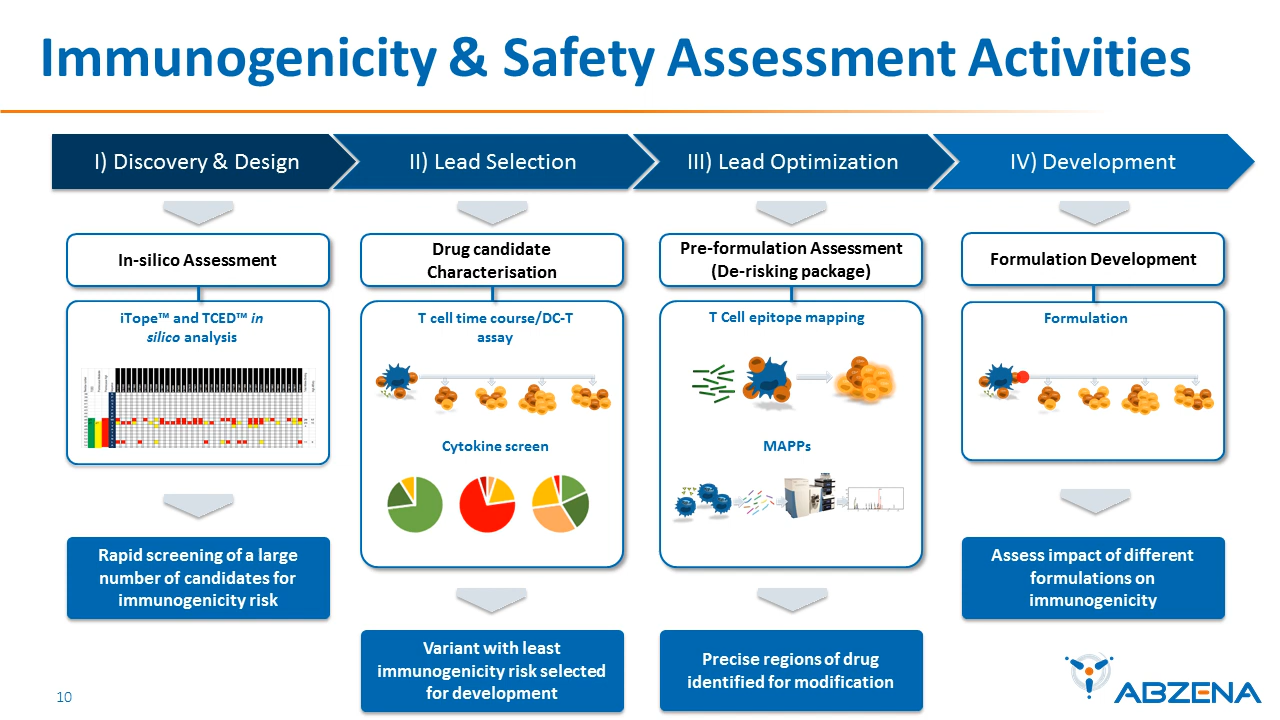 Immunogenicity & Safety Assessment Activities
I) Discovery & Design
II) Lead Selection
III) Lead Optimization
IV) Development
In-silico Assessment
Drug candidate
Characterisation
Pre-formulation Assessment
(De-risking package)
Formulation Development
iTope™ and TCED™ in
silico analysis
T cell time course/DC-T
assay
Cytokine screen
T Cell epitope mapping
MAPPs
Formulation
Rapid screening of a large
number of candidates for
immunogenicity risk
Variant with least
immunogenicity risk selected
for development
Precise regions of drug
identified for modification
Assess impact of different
formulations on
immunogenicity
10
ABZENA